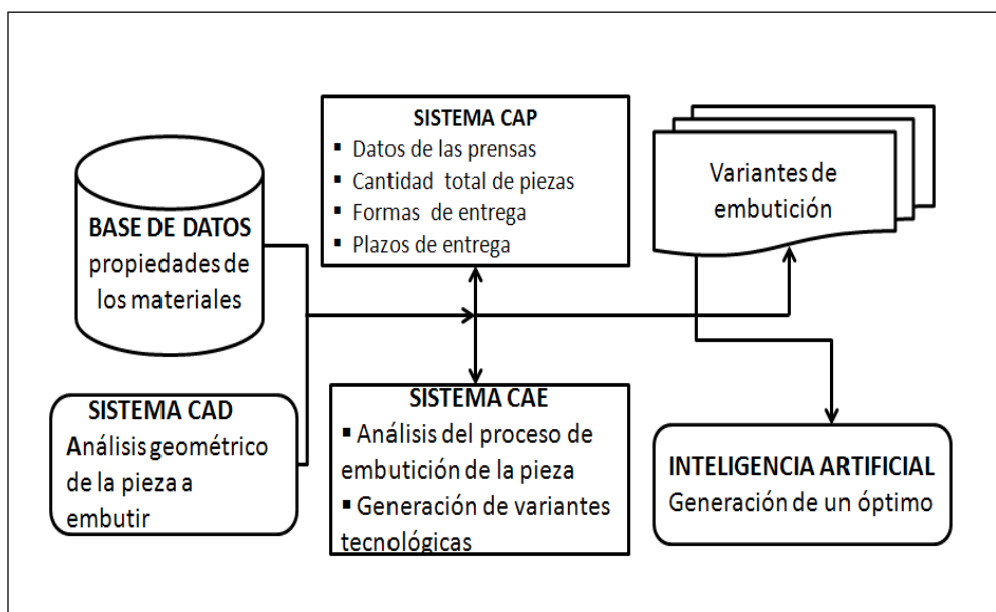 BASE DE DATOS
propiedades de
los materiales
SISTEMA CAD
Análisis geométrico
de la pieza a
embutir
SISTEMA CAP
▪ Datos de las prensas
▪ Cantidad total de piezas
▪ Formas de entrega
▪ Plazos de entrega
SISTEMA CAE
▪ Análisis del proceso de
embutición de la pieza
▪ Generación de variantes
tecnológicas
Variantes de
embutición
INTELIGENCIA ARTIFICIAL
Generación de un óptimo